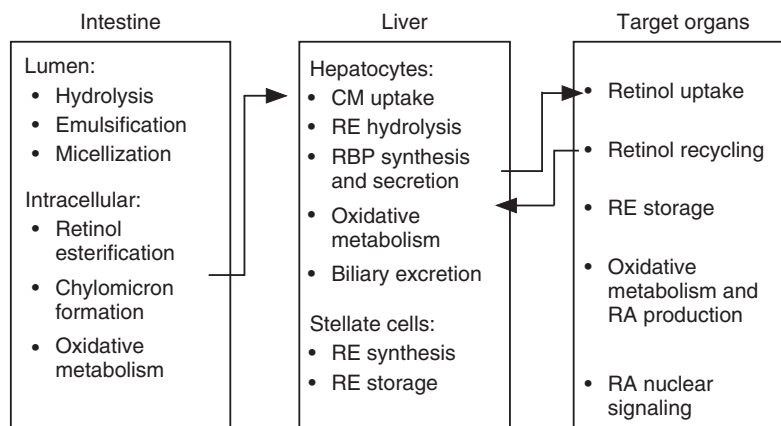 Intestine
Lumen:
• Hydrolysis
• Emulsification
• Micellization
Intracellular:
• Retinol
esterification
• Chylomicron
formation
• Oxidative
metabolism
Liver
Hepatocytes:
• CM uptake
• RE hydrolysis
• RBP synthesis
and secretion
• Oxidative
metabolism
• Biliary excretion
Stellate cells:
• RE synthesis
• RE storage
Target organs
• Retinol uptake
• Retinol recycling
• RE storage
• Oxidative
metabolism and
RA production
• RA nuclear
signaling